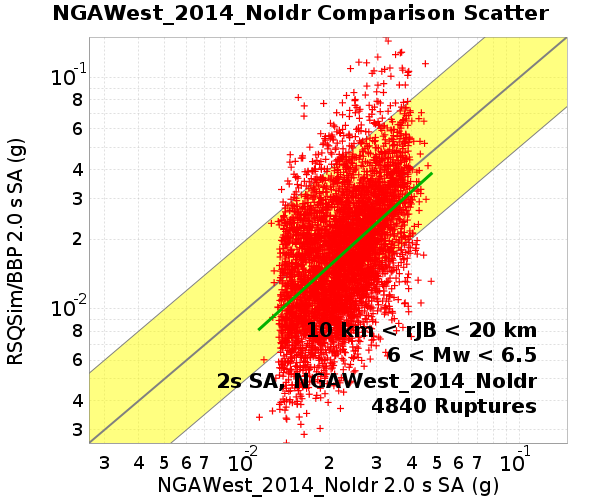 NGAWest_2014_NoIdr Comparison Scatter
RSQSim/BBP 2.0 s SA (g)
10⁻¹
8
6
4
3
2
10⁻²
8
6
4
3
10 km < rJB < 20 km
6 < Mw < 6.5
2s SA, NGAWest_2014_NoIdr
4840 Ruptures
3 4 5 6 7 10⁻² 2 3 4 5 6 7 10⁻¹
NGAWest_2014_NoIdr 2.0 s SA (g)